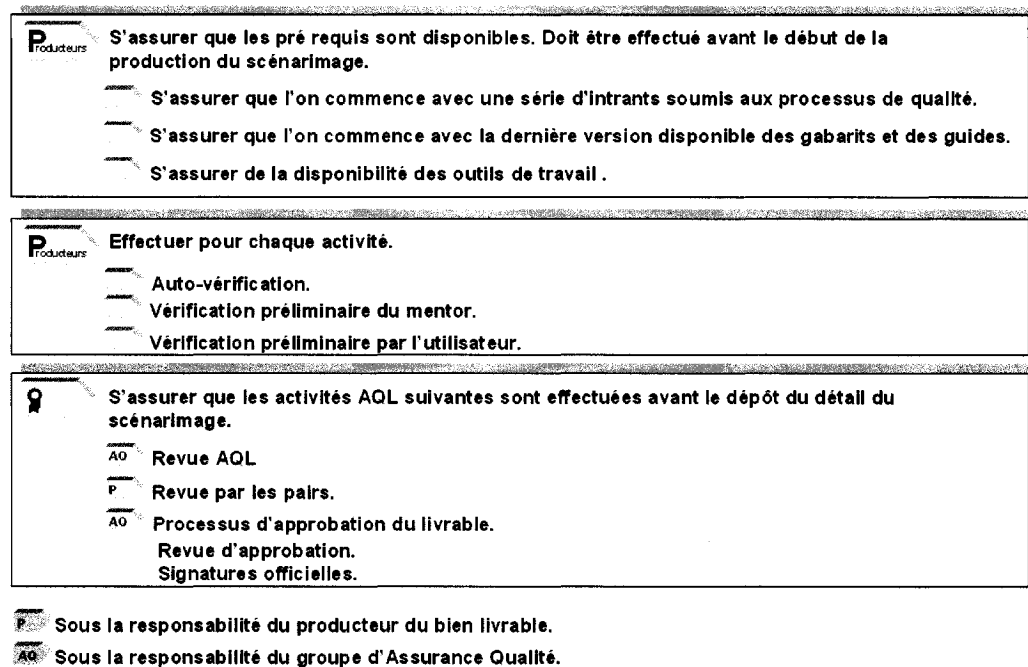 Producteurs S'assurer que les pré requis sont disponibles. Doit être effectué avant le début de la
production du scénarimage.
S'assurer que l'on commence avec une série d'intrants soumis aux processus de qualité.
S'assurer que l'on commence avec la dernière version disponible des gabarits et des guides.
S'assurer de la disponibilité des outils de travail .
Producteurs Effectuer pour chaque activité.
Auto-vérification.
Vérification préliminaire du mentor.
Vérification préliminaire par l'utilisateur.
S'assurer que les activités AQL suivantes sont effectuées avant le dépôt du détail du
scénarimage.
AQ Revue AQL
P Revue par les pairs.
AQ Processus d'approbation du livrable.
Revue d'approbation.
Signatures officielles.
P Sous la responsabilité du producteur du bien livrable.
AQ Sous la responsabilité du groupe d'Assurance Qualité.